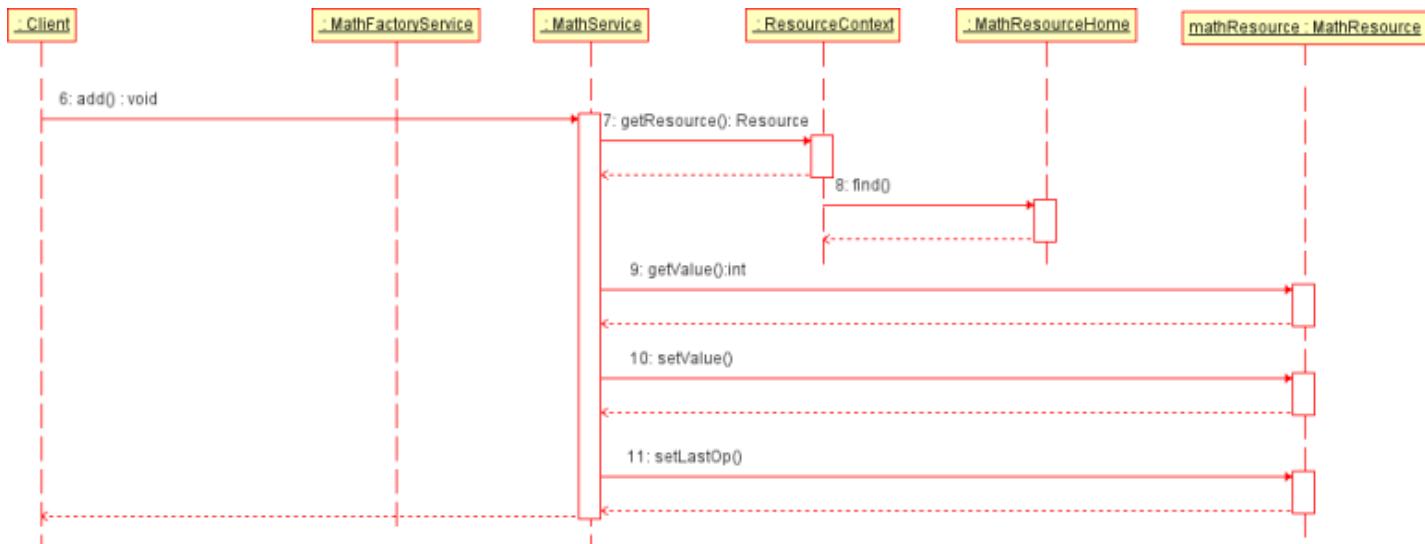 : Client
: MathFactoryService
: MathService
: ResourceContext
: MathResourceHome
mathResource : MathResource
6: add() : void
7: getResource(): Resource
8: find()
9: getValue():int
10: setValue()
11: setLastOp()